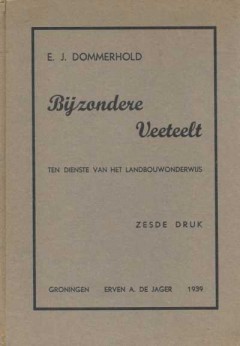 E. J. DOMMERHOLD
Bijzondere
Veeteelt
TEN DIENSTE VAN HET LANDBOUWONDERWIJS
ZESDE DRUK
GRONINGEN ERVEN A. DE JAGER 1939